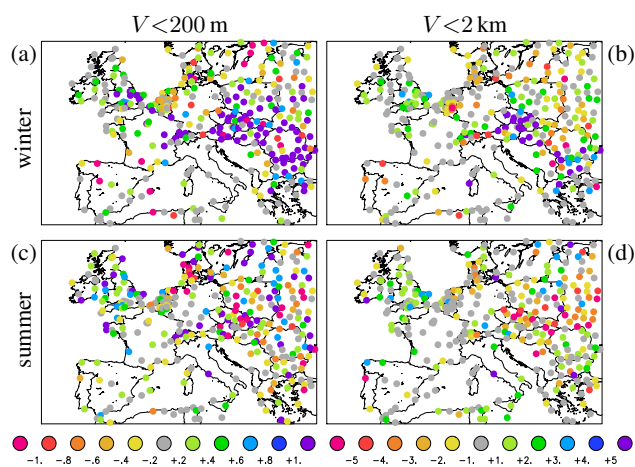 V<200 m V<2 km
(a) (b)
winter
(c) (d)
summer
-1. -.8 -.6 -.4 -.2 +.2 +.4 +.6 +.8 +1. -5 -4. -3. -2. -1. +1. +2. +3. +4. +5